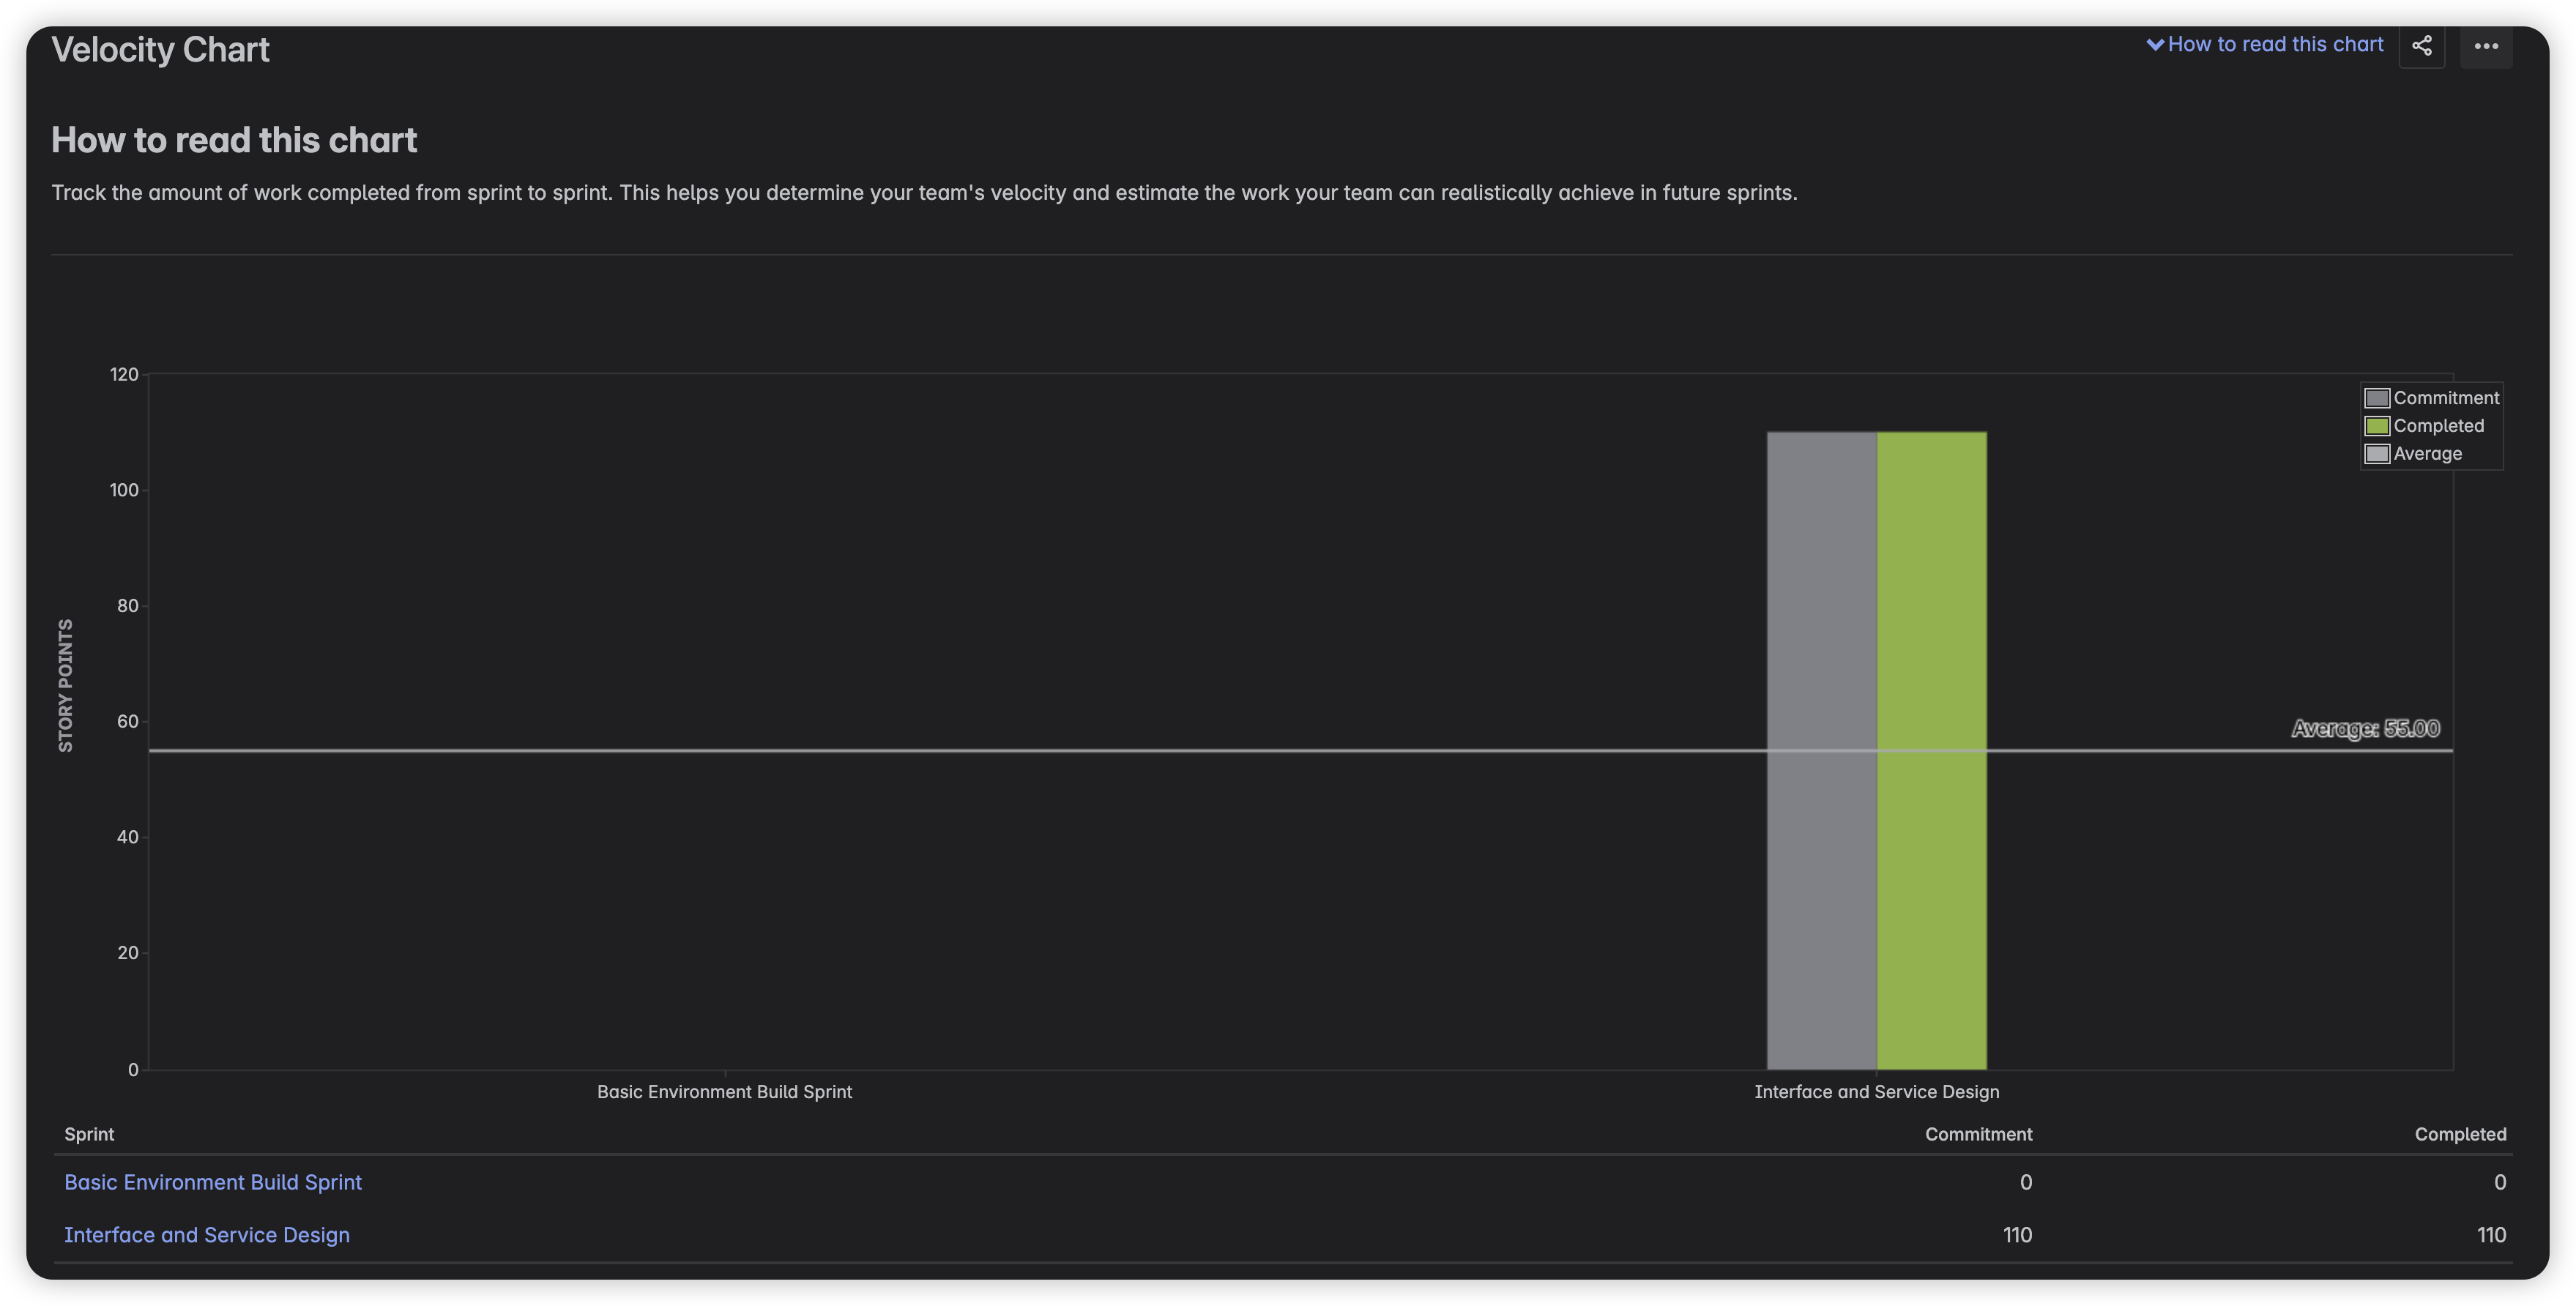 Velocity Chart
How to read this chart
How to read this chart
Track the amount of work completed from sprint to sprint. This helps you determine your team's velocity and estimate the work your team can realistically achieve in future sprints.
120
100
80
60
40
20
0
STORY POINTS
Commitment
Completed
Average
Average: 55.00
Basic Environment Build Sprint
Interface and Service Design
Sprint Commitment Completed
Basic Environment Build Sprint 0 0
Interface and Service Design 110 110